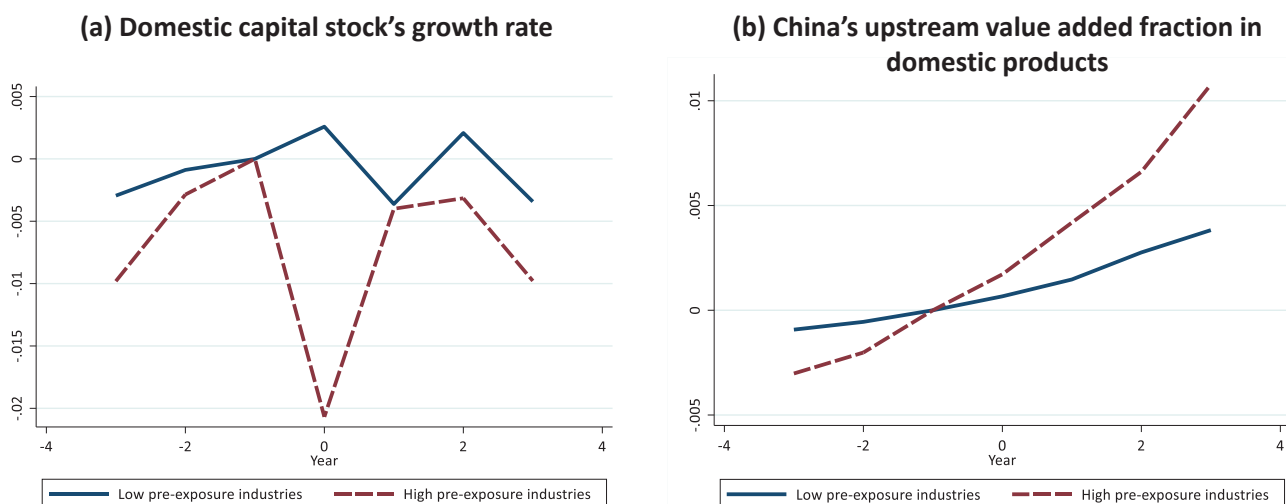 (a) Domestic capital stock's growth rate
.005
0
-.005
-.01
-.015
-.02
-4
-2
0
2
4
Year
Low pre-exposure industries
High pre-exposure industries
(b) China's upstream value added fraction in
domestic products
.01
.005
0
-.005
-4
-2
0
2
4
Year
Low pre-exposure industries
High pre-exposure industries